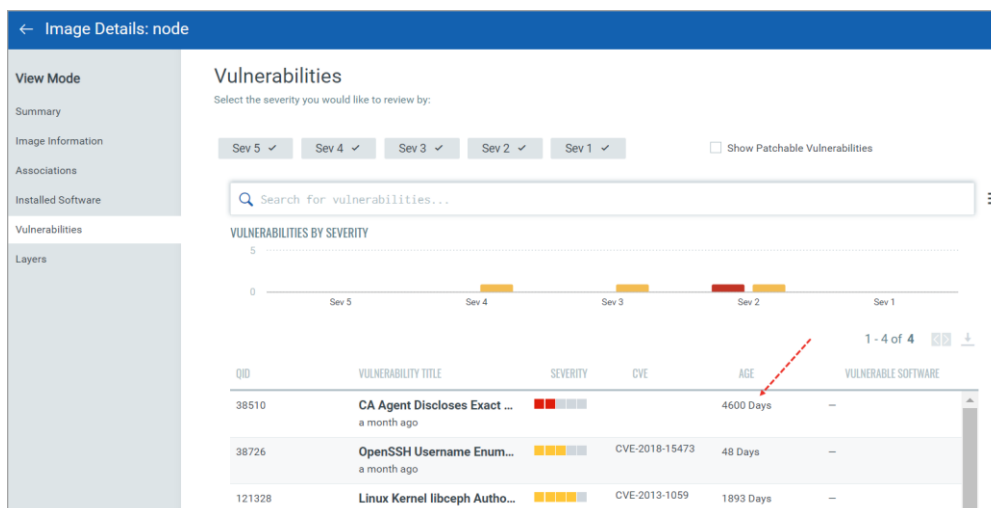 ← Image Details: node
View Mode
Summary
Image Information
Associations
Installed Software
Vulnerabilities
Layers
Vulnerabilities
Select the severity you would like to review by:
Sev 5 ✓ Sev 4 ✓ Sev 3 ✓ Sev 2 ✓ Sev 1 ✓ Show Patchable Vulnerabilities
Search for vulnerabilities...
VULNERABILITIES BY SEVERITY
5
0
Sev 5 Sev 4 Sev 3 Sev 2 Sev 1
1 - 4 of 4
QID VULNERABILITY TITLE SEVERITY CVE AGE VULNERABLE SOFTWARE
38510 CA Agent Discloses Exact ... 4600 Days –
a month ago
38726 OpenSSH Username Enum... CVE-2018-15473 48 Days –
a month ago
121328 Linux Kernel libceph Autho... CVE-2013-1059 1893 Days –